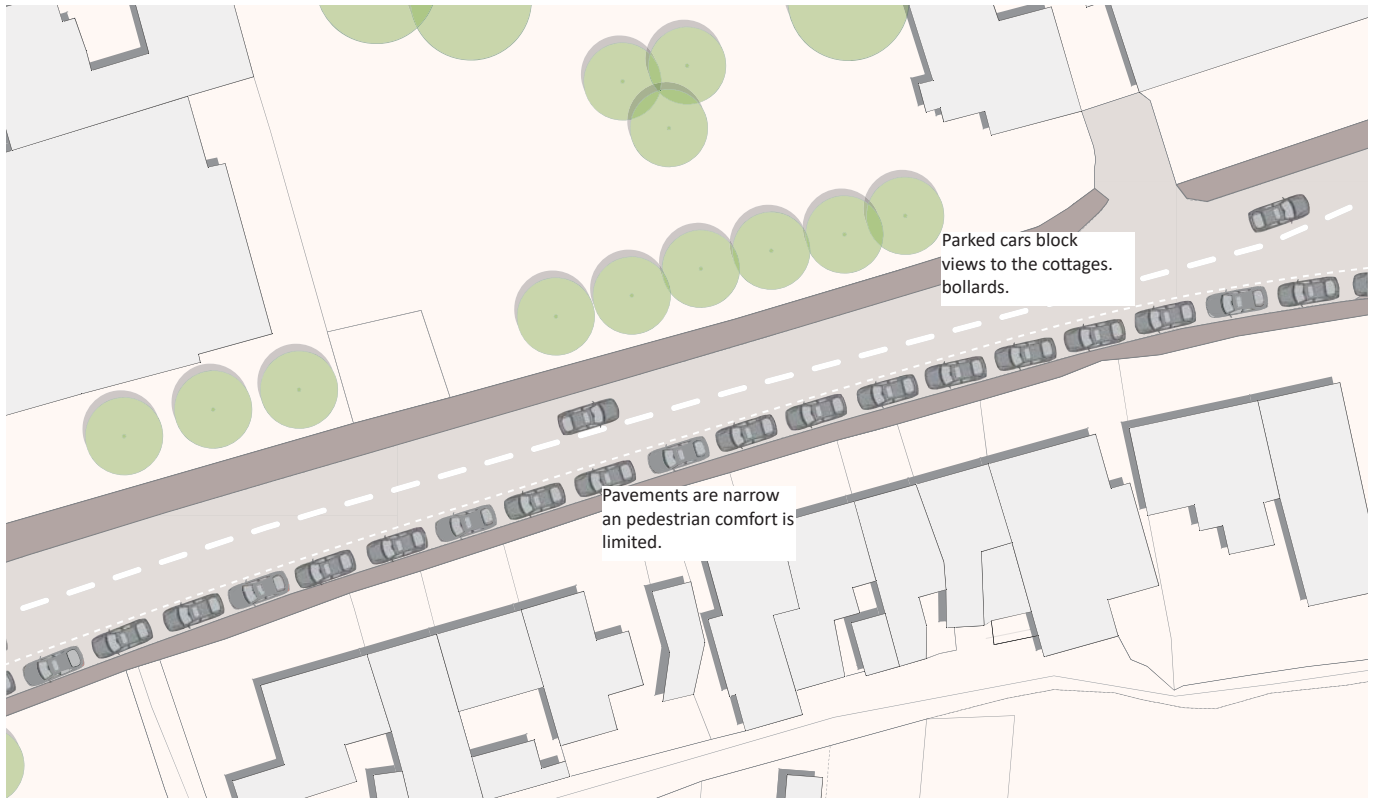 Parked cars block
views to the cottages.
bollards.
Pavements are narrow
an pedestrian comfort is
limited.